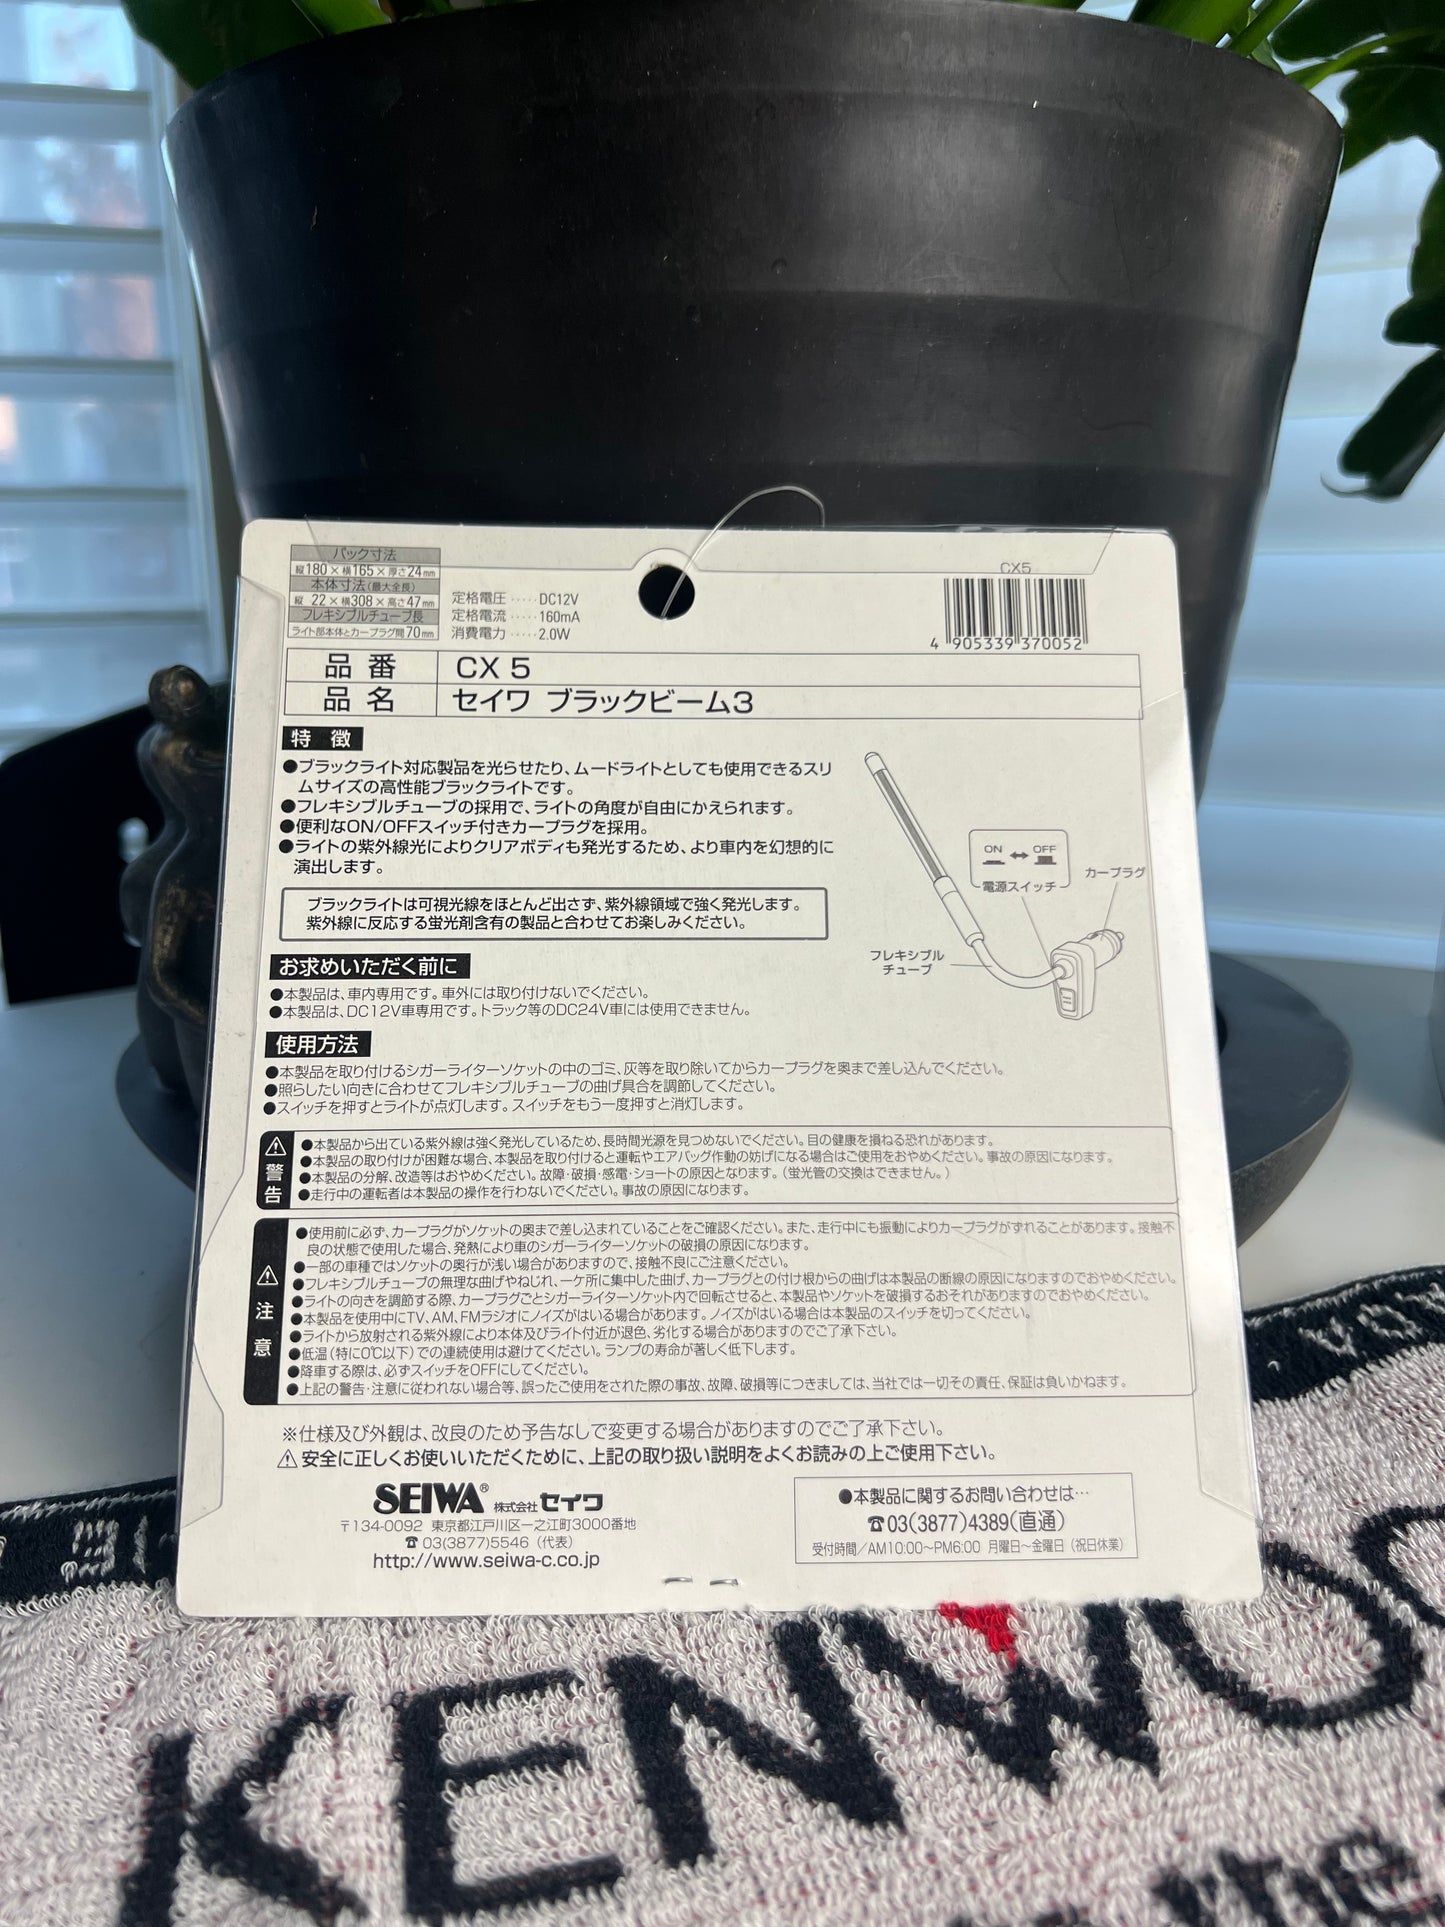 パック寸法
縦180×横165×厚さ24mm
本体寸法(最大全長)
縦 22×横308×高さ47mm
フレキシブルチューブ長
ライト部本体とカープラグ間70mm
定格電圧‥‥‥DC12V
定格電流‥‥‥160mA
消費電力‥‥‥2.0W
CX5
4 905339 370052
品 番 CX 5
品 名 セイワ ブラックビーム3
特 徴
●ブラックライト対応製品を光らせたり、ムードライトとしても使用できるスリ
ムサイズの高性能ブラックライトです。
●フレキシブルチューブの採用で、ライトの角度が自由にかえられます。
●便利なON/OFFスイッチ付きカープラグを採用。
●ライトの紫外線光によりクリアボディも発光するため、より車内を幻想的に
演出します。
ブラックライトは可視光線をほとんど出さず、紫外線領域で強く発光します。
紫外線に反応する蛍光剤含有の製品と合わせてお楽しみください。
ON ⇔ OFF
電源スイッチ
カープラグ
フレキシブル
チューブ
お求めいただく前に
●本製品は、車内専用です。車外には取り付けないでください。
●本製品は、DC12V車専用です。トラック等のDC24V車には使用できません。
使用方法
●本製品を取り付けるシガーライターソケットの中のゴミ、灰等を取り除いてからカープラグを奥まで差し込んでください。
●照らしたい向きに合わせてフレキシブルチューブの曲げ具合を調節してください。
●スイッチを押すとライトが点灯します。スイッチをもう一度押すと消灯します。
⚠警告
●本製品から出ている紫外線は強く発光しているため、長時間光源を見つめないでください。目の健康を損ねる恐れがあります。
●本製品の取り付けが困難な場合、本製品を取り付けると運転やエアバッグ作動の妨げになる場合はご使用をおやめください。事故の原因になります。
●本製品の分解、改造等はおやめください。故障・破損・感電・ショートの原因となります。(蛍光管の交換はできません。)
●走行中の運転者は本製品の操作を行わないでください。事故の原因になります。
⚠注意
●使用前に必ず、カープラグがソケットの奥まで差し込まれていることをご確認ください。また、走行中にも振動によりカープラグがずれることがあります。接触不
良の状態で使用した場合、発熱により車のシガーライターソケットの破損の原因になります。
●一部の車種ではソケットの奥行が浅い場合がありますので、接触不良にご注意ください。
●フレキシブルチューブの無理な曲げやねじれ、一ケ所に集中した曲げ、カープラグとの付け根からの曲げは本製品の断線の原因になりますのでおやめください。
●ライトの向きを調節する際、カープラグごとシガーライターソケット内で回転させると、本製品やソケットを破損するおそれがありますのでおやめください。
●本製品を使用中にTV、AM、FMラジオにノイズがはいる場合があります。ノイズがはいる場合は本製品のスイッチを切ってください。
●ライトから放射される紫外線により本体及びライト付近が退色、劣化する場合がありますのでご了承下さい。
●低温(特に0℃以下)での連続使用は避けてください。ランプの寿命が著しく低下します。
●降車する際は、必ずスイッチをOFFにしてください。
●上記の警告・注意に従われない場合等、誤ったご使用をされた際の事故、故障、破損等につきましては、当社では一切その責任、保証は負いかねます。
※仕様及び外観は、改良のため予告なしで変更する場合がありますのでご了承下さい。
⚠安全に正しくお使いいただくために、上記の取り扱い説明をよくお読みの上ご使用下さい。
SEIWA® 株式会社セイワ
〒134-0092 東京都江戸川区一之江町3000番地
☎03(3877)5546(代表)
http://www.seiwa-c.co.jp
●本製品に関するお問い合わせは…
☎03(3877)4389(直通)
受付時間/AM10:00~PM6:00 月曜日~金曜日(祝日休業)
KENWOO